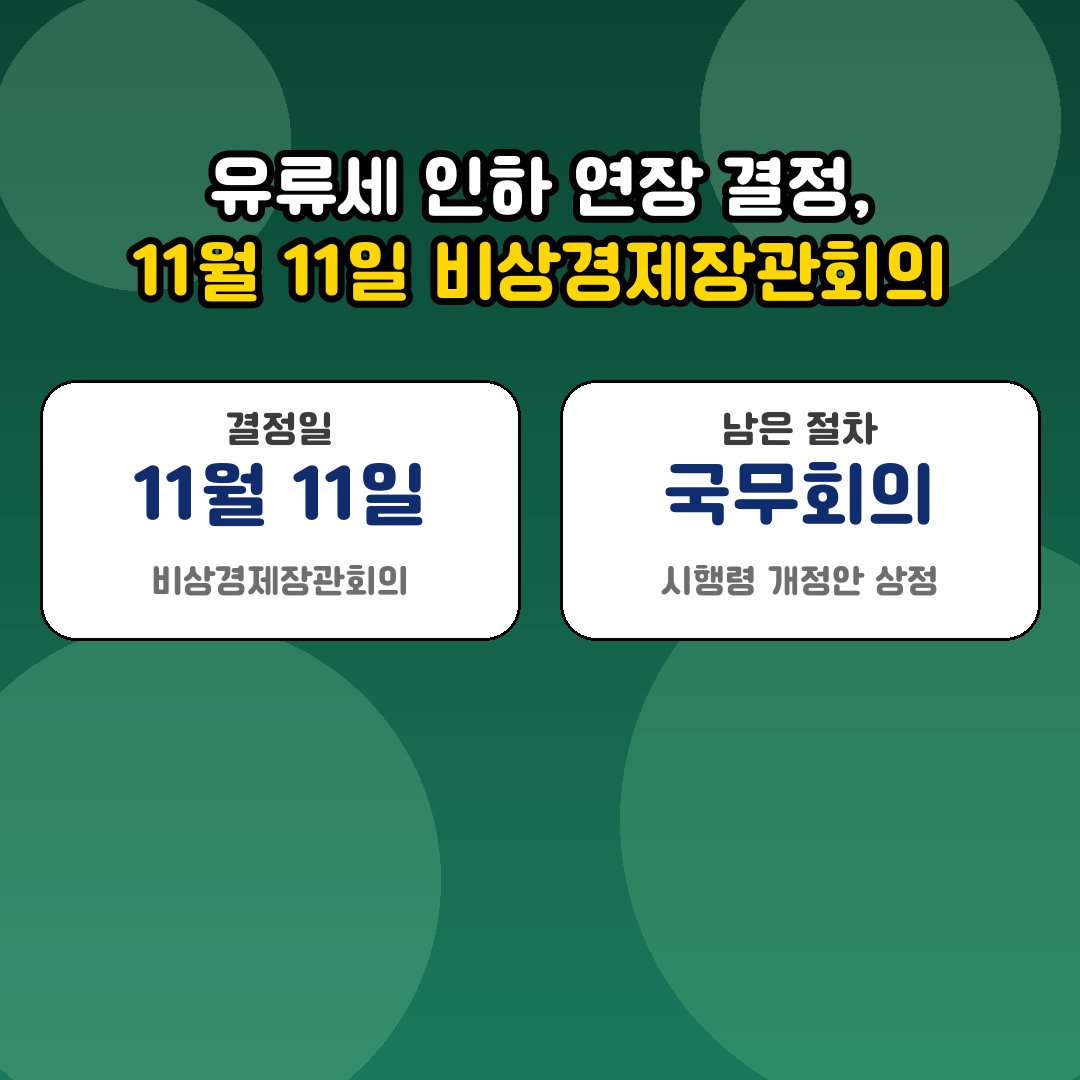 유류세 인하 연장 결정,
11월 11일 비상경제장관회의
결정일
11월 11일
비상경제장관회의
남은 절차
국무회의
시행령 개정안 상정